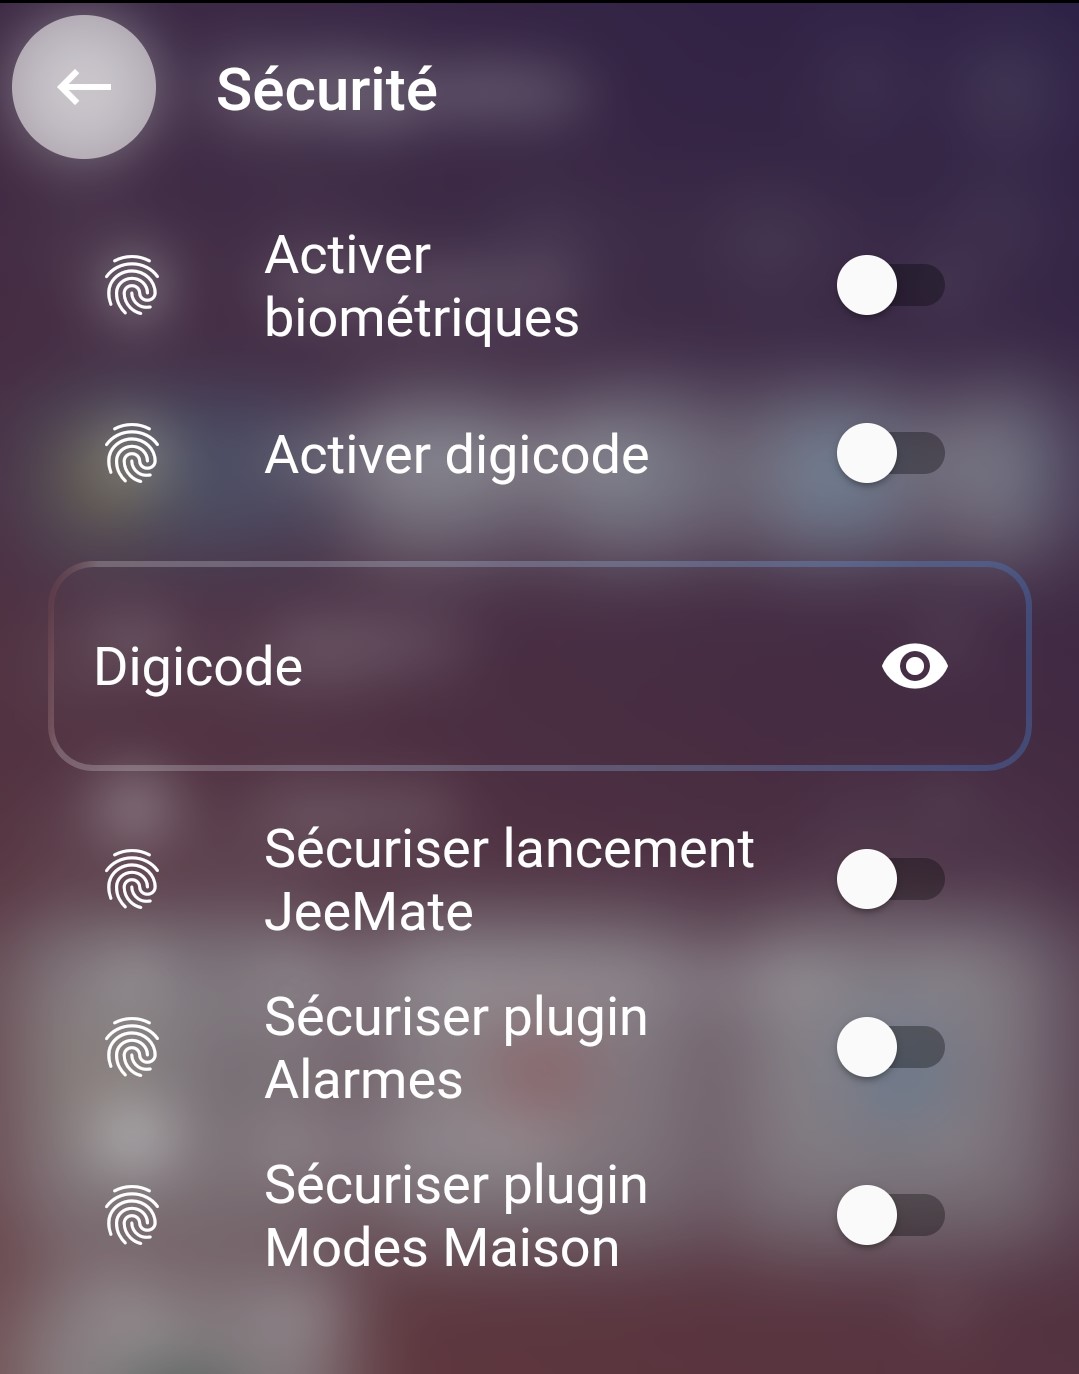 Sécurité
Activer
biométriques
Activer digicode
Digicode
Sécuriser lancement
JeeMate
Sécuriser plugin
Alarmes
Sécuriser plugin
Modes Maison